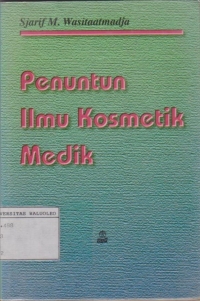 Sjarif M. Wasitaatmadja
Penuntun
Ilmu Kosmetik
Medik